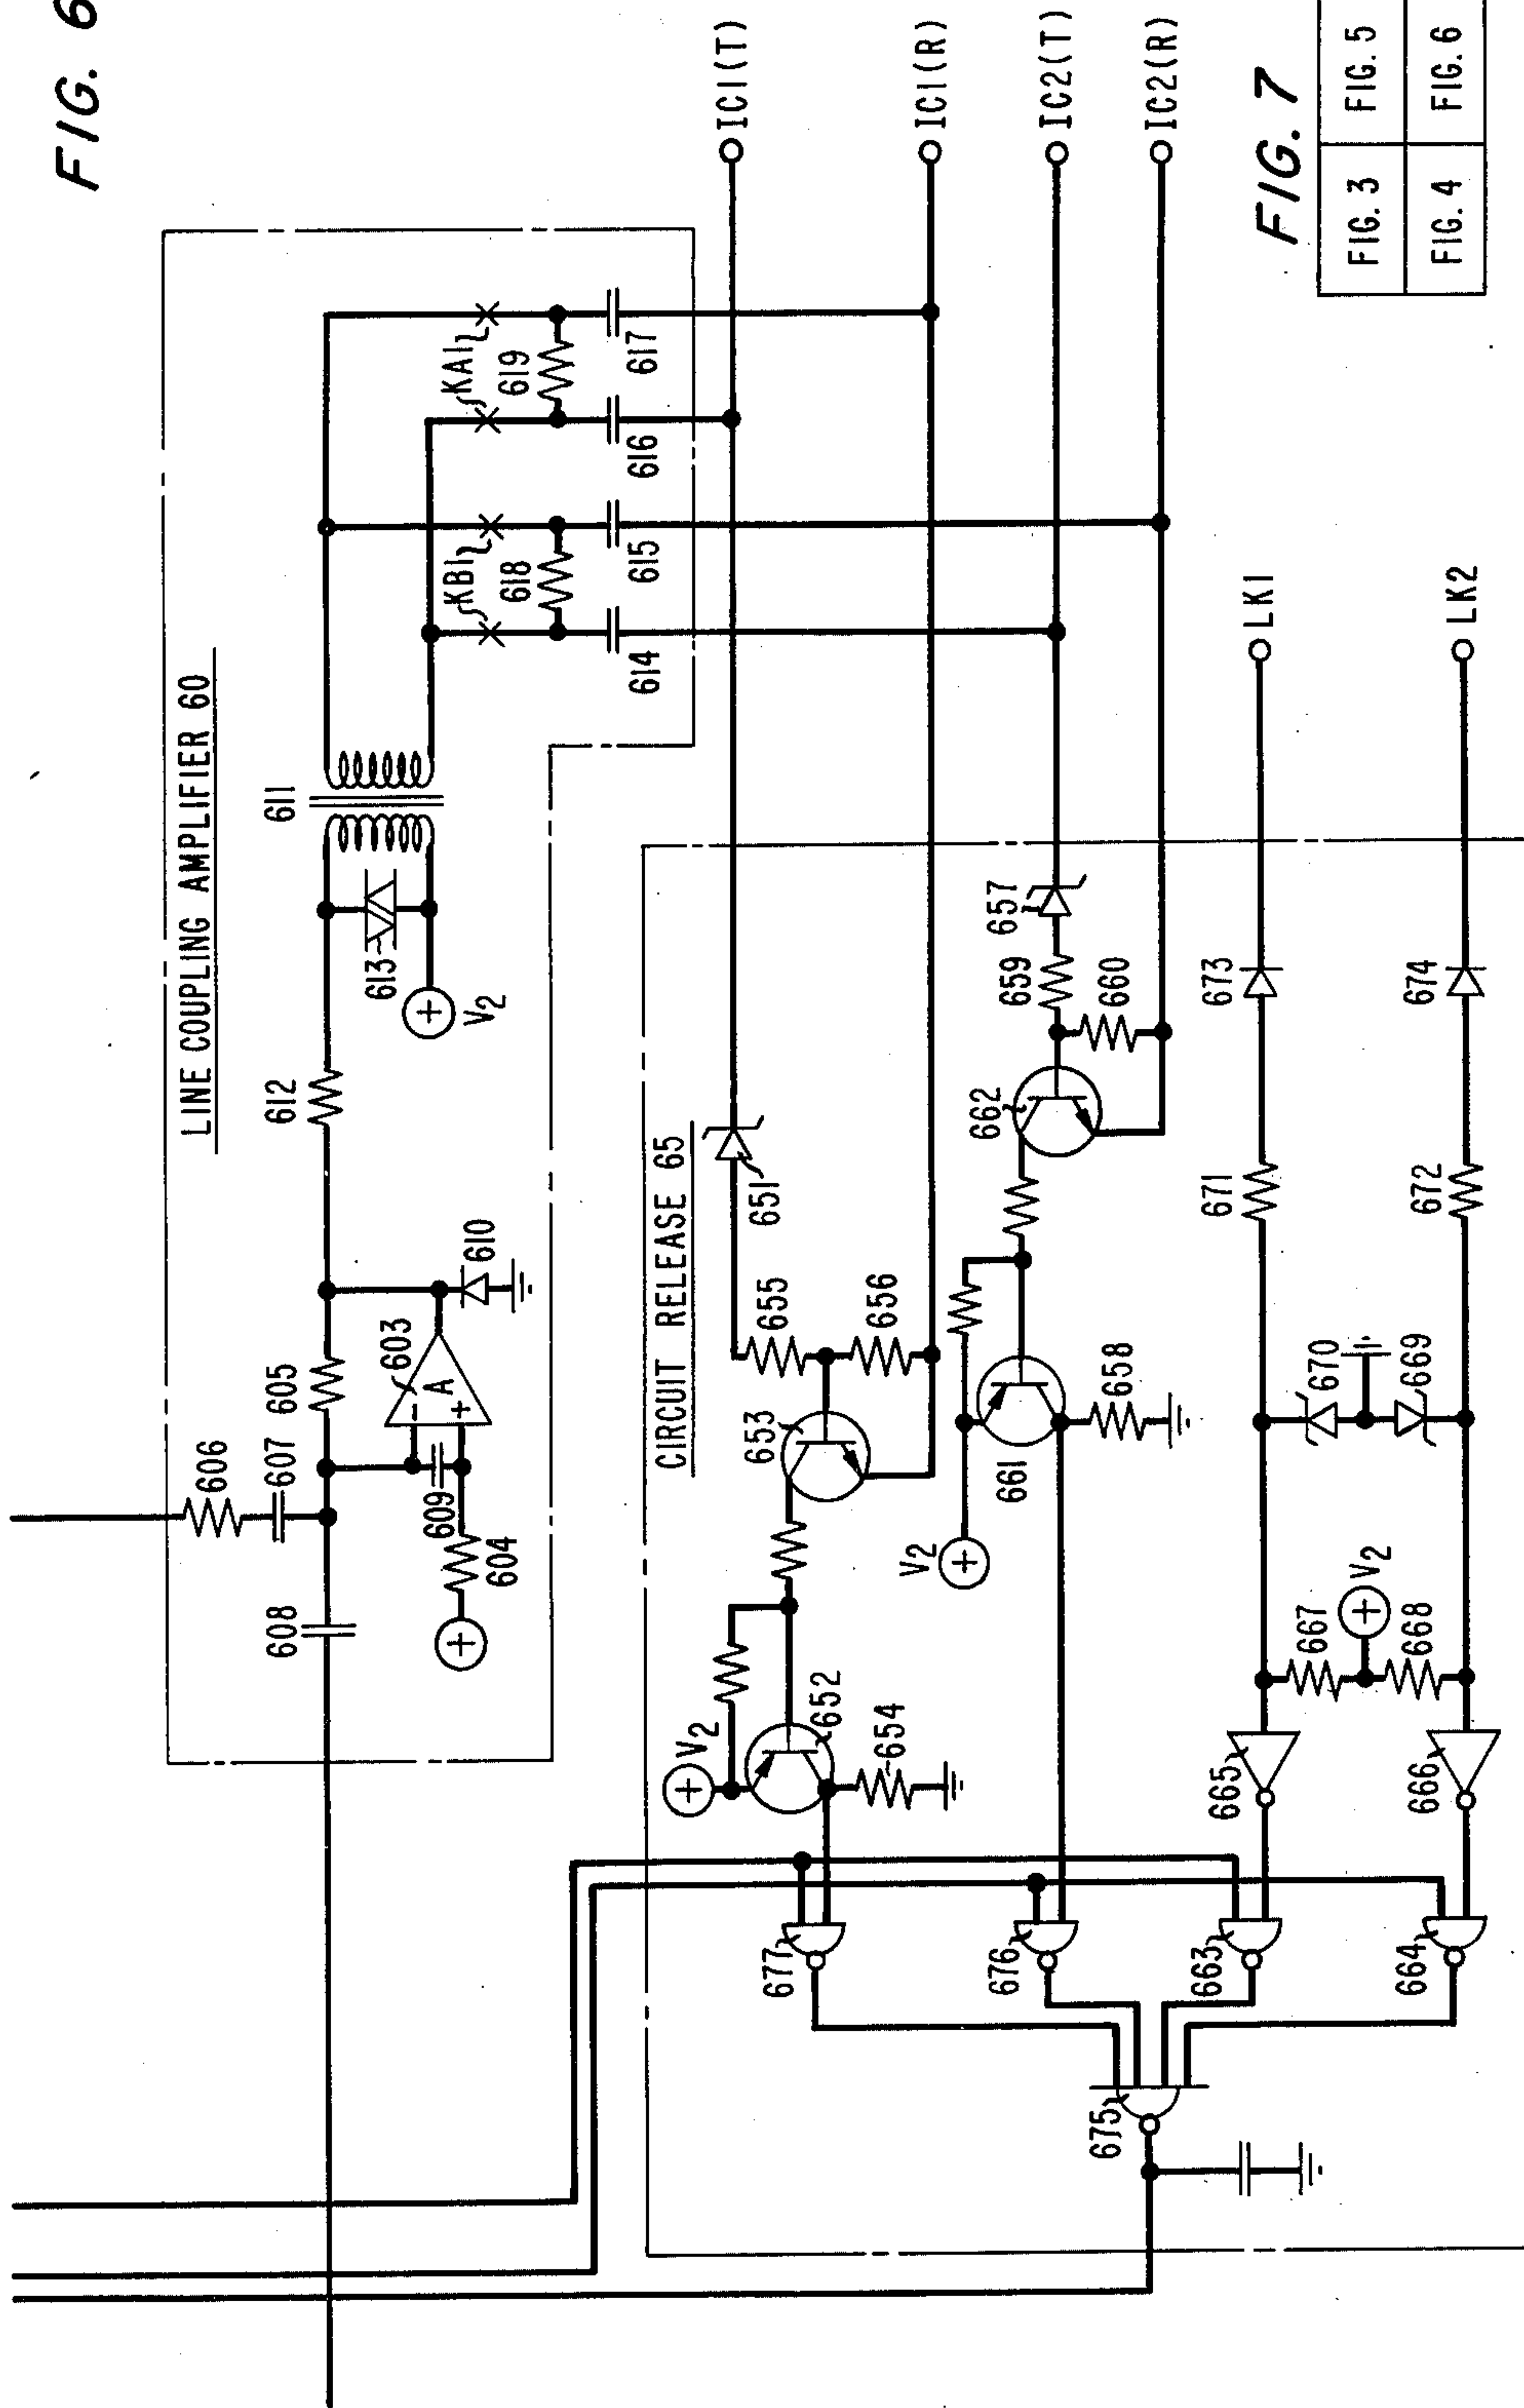 FIG. 6
LINE COUPLING AMPLIFIER 60
606
607
608
605
603
A
-
+
609
604
+
610
612
611
613
+
V2
KB1
KA1
618
619
614
615
616
617
IC1(T)
IC1(R)
IC2(T)
IC2(R)
CIRCUIT RELEASE 65
651
655
656
653
V2
+
652
654
657
659
660
662
V2
+
661
658
673
671
670
669
674
672
LK1
LK2
667
668
V2
+
665
666
677
676
663
664
675
FIG. 7
FIG. 3
FIG. 5
FIG. 4
FIG. 6